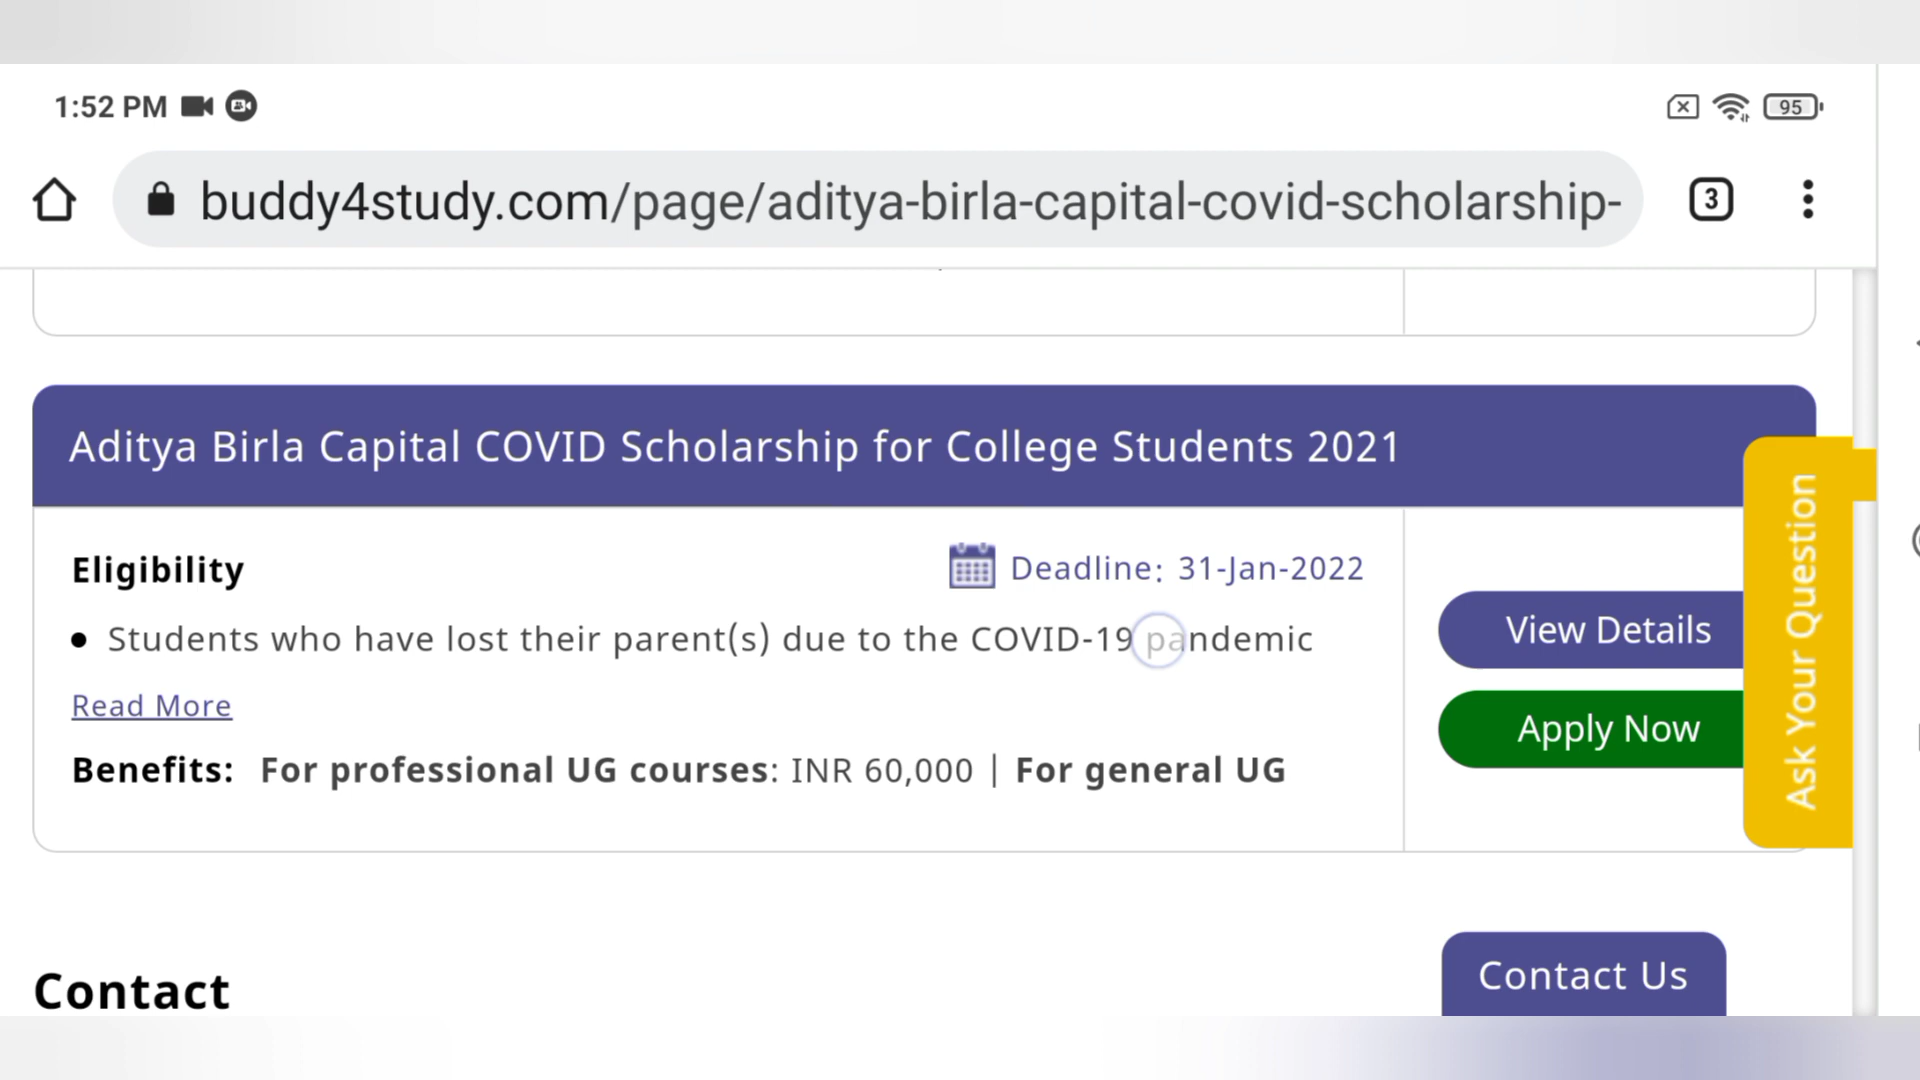 1:52 PM
95
buddy4study.com/page/aditya-birla-capital-covid-scholarship-
3
Aditya Birla Capital COVID Scholarship for College Students 2021
Eligibility
Deadline: 31-Jan-2022
• Students who have lost their parent(s) due to the COVID-19 pandemic
Read More
Benefits: For professional UG courses: INR 60,000 | For general UG
View Details
Apply Now
Ask Your Question
Contact
Contact Us